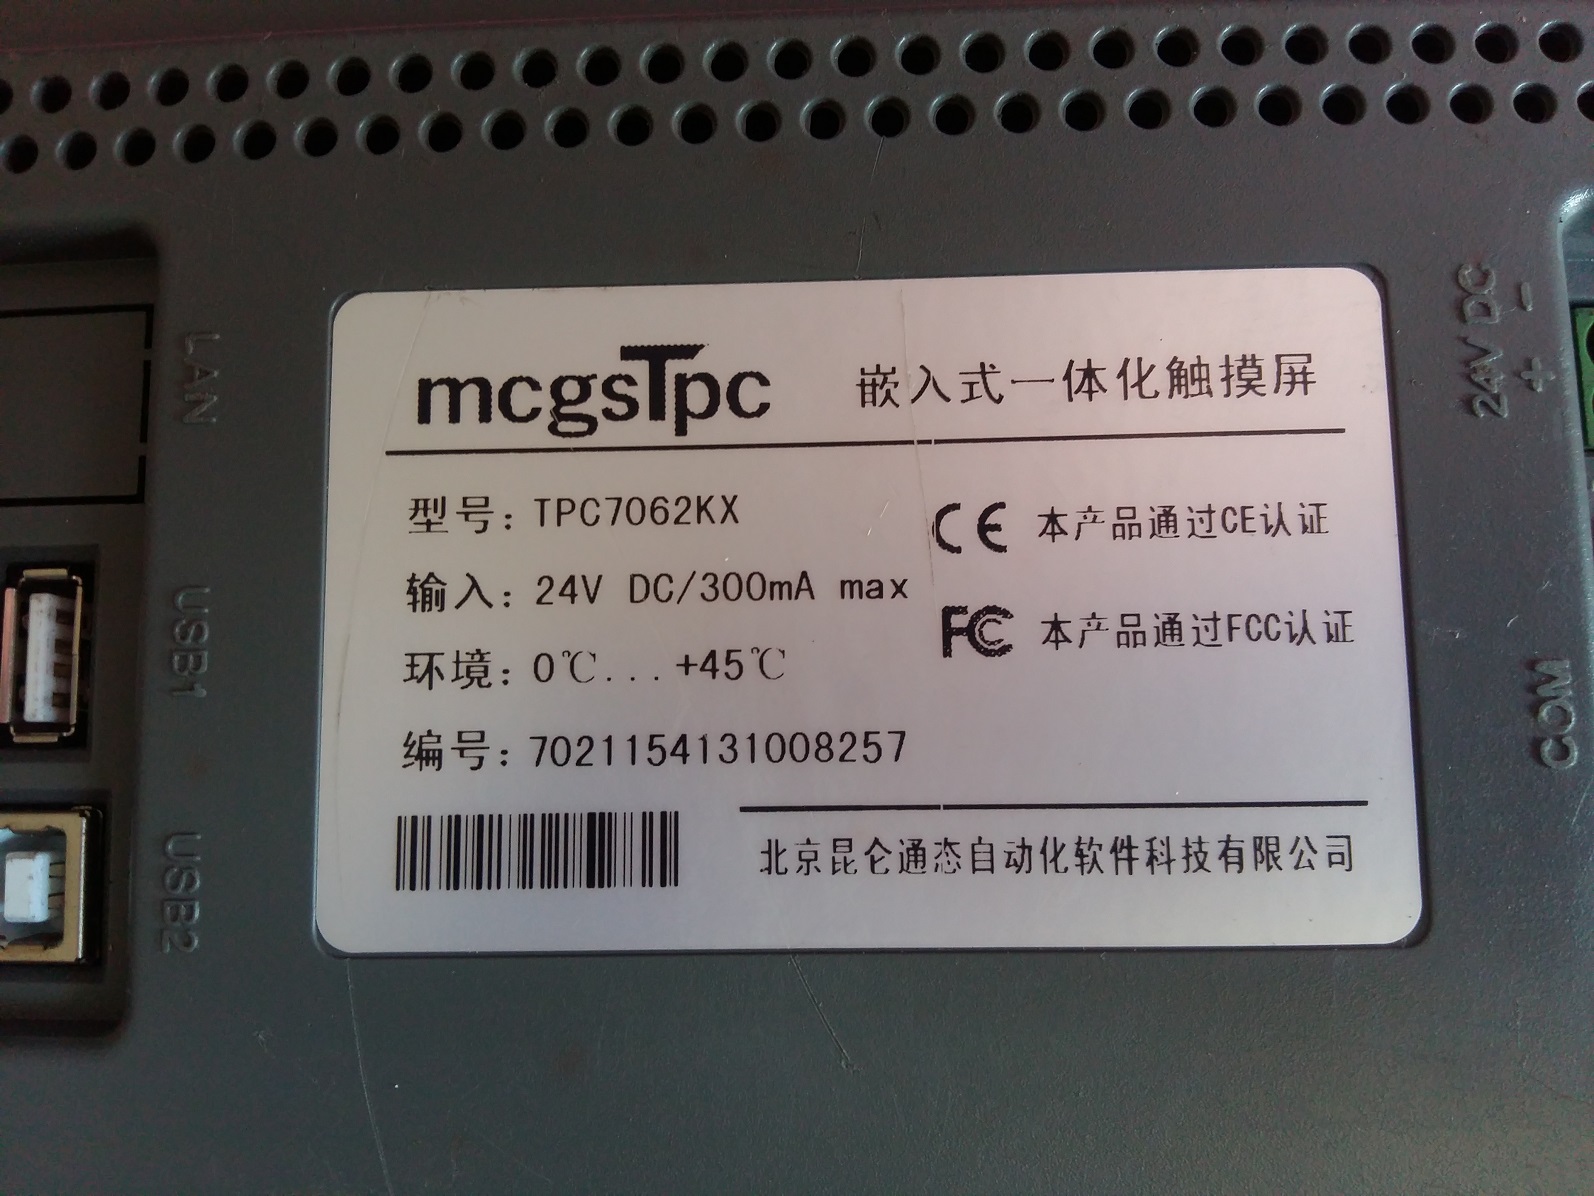 mcgsTpc 嵌入式一体化触摸屏
型号：TPC7062KX
输入：24V DC/300mA max
环境：0℃...+45℃
编号：7021154131008257
CE 本产品通过CE认证
FC 本产品通过FCC认证
北京昆仑通态自动化软件科技有限公司
LAN
USB1
USB2
24V DC
+ -
COM